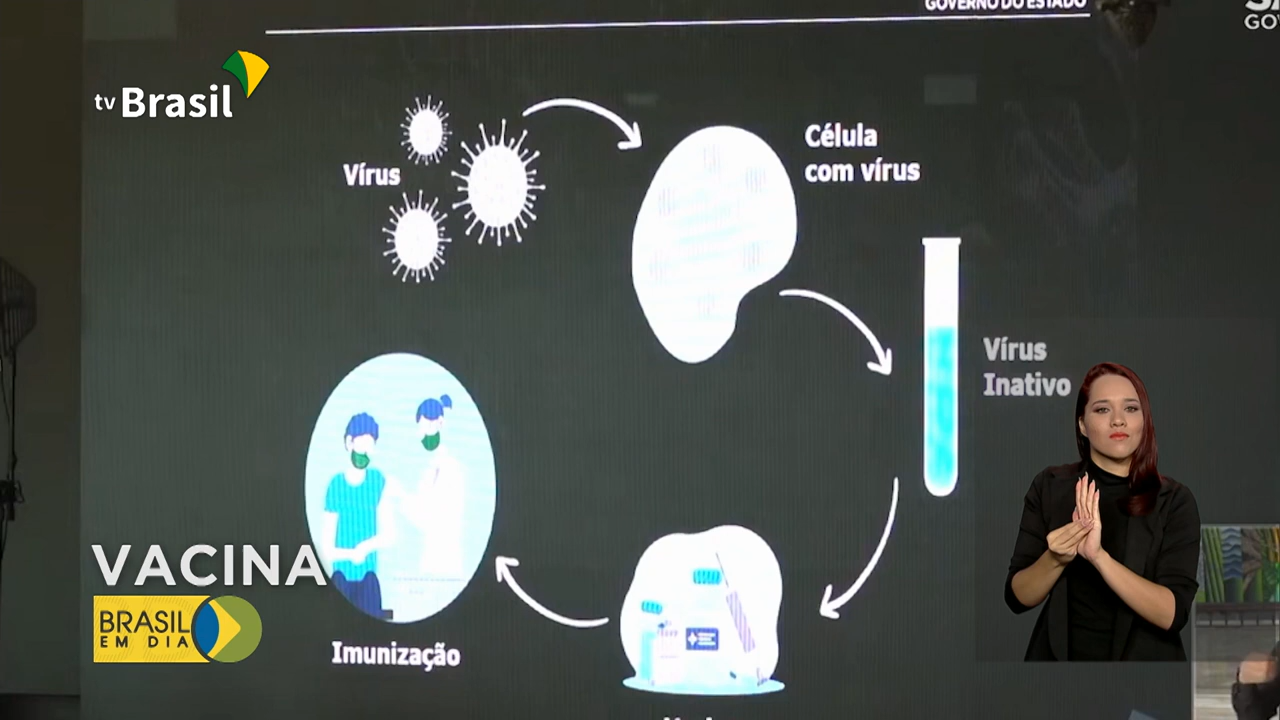 GOVERNO DO ESTADO
tv Brasil
Vírus
Célula
com vírus
Vírus
Inativo
VACINA
BRASIL
EM DIA
Imunização